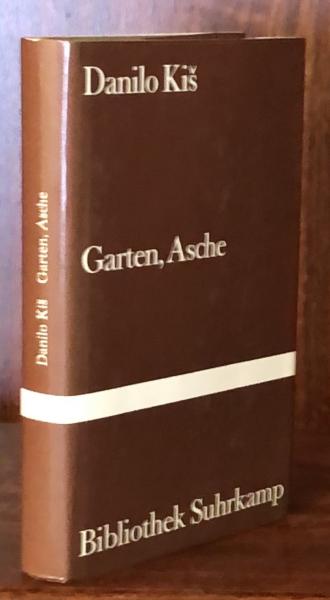 Danilo Kiš
Garten, Asche
Bibliothek Suhrkamp
Danilo Kiš Garten, Asche